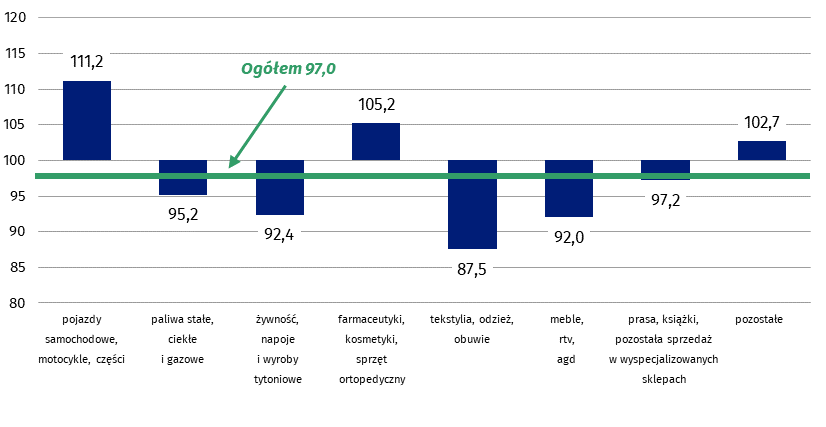 120
115
110
105
100
95
90
85
80
Ogółem 97,0
111,2
95,2
92,4
105,2
87,5
92,0
97,2
102,7
pojazdy
samochodowe,
motocykle, części
paliwa stałe,
ciekłe
i gazowe
żywność,
napoje
i wyroby
tytoniowe
farmaceutyki,
kosmetyki,
sprzęt
ortopedyczny
tekstylia, odzież,
obuwie
meble,
rtv,
agd
prasa, książki,
pozostała sprzedaż
w wyspecjalizowanych
sklepach
pozostałe